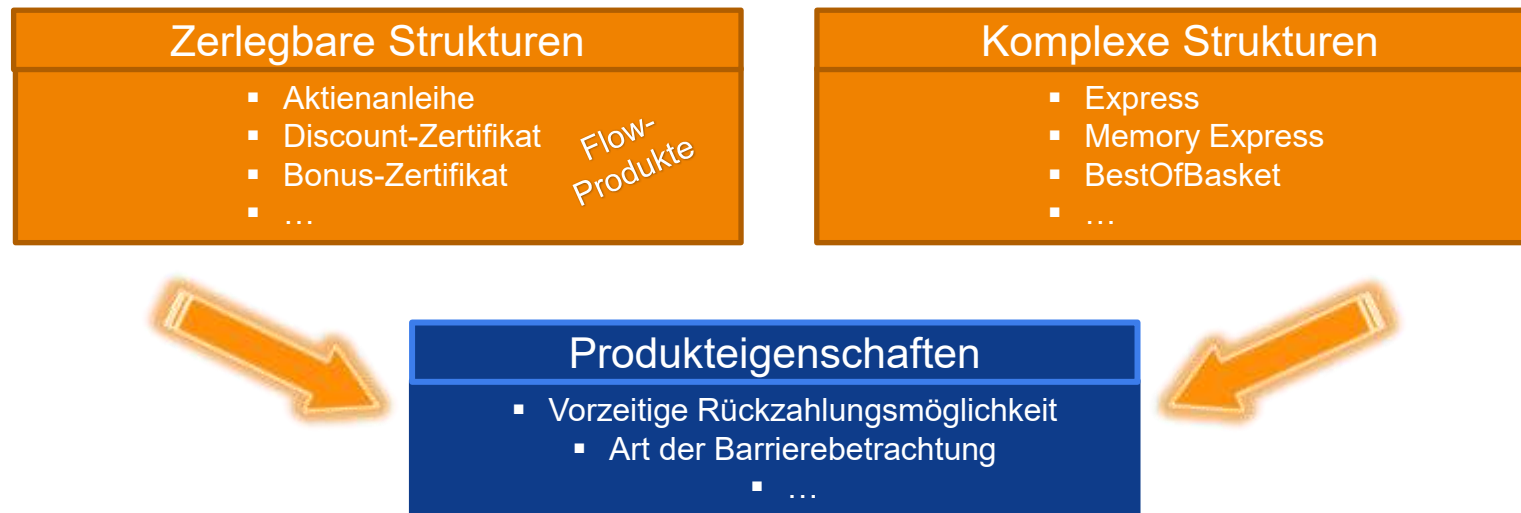 Zerlegbare Strukturen
▪ Aktienanleihe
▪ Discount-Zertifikat
▪ Bonus-Zertifikat
▪ …
Flow-
Produkte
Komplexe Strukturen
▪ Express
▪ Memory Express
▪ BestOfBasket
▪ …
Produkteigenschaften
▪ Vorzeitige Rückzahlungsmöglichkeit
▪ Art der Barrierebetrachtung
▪ …